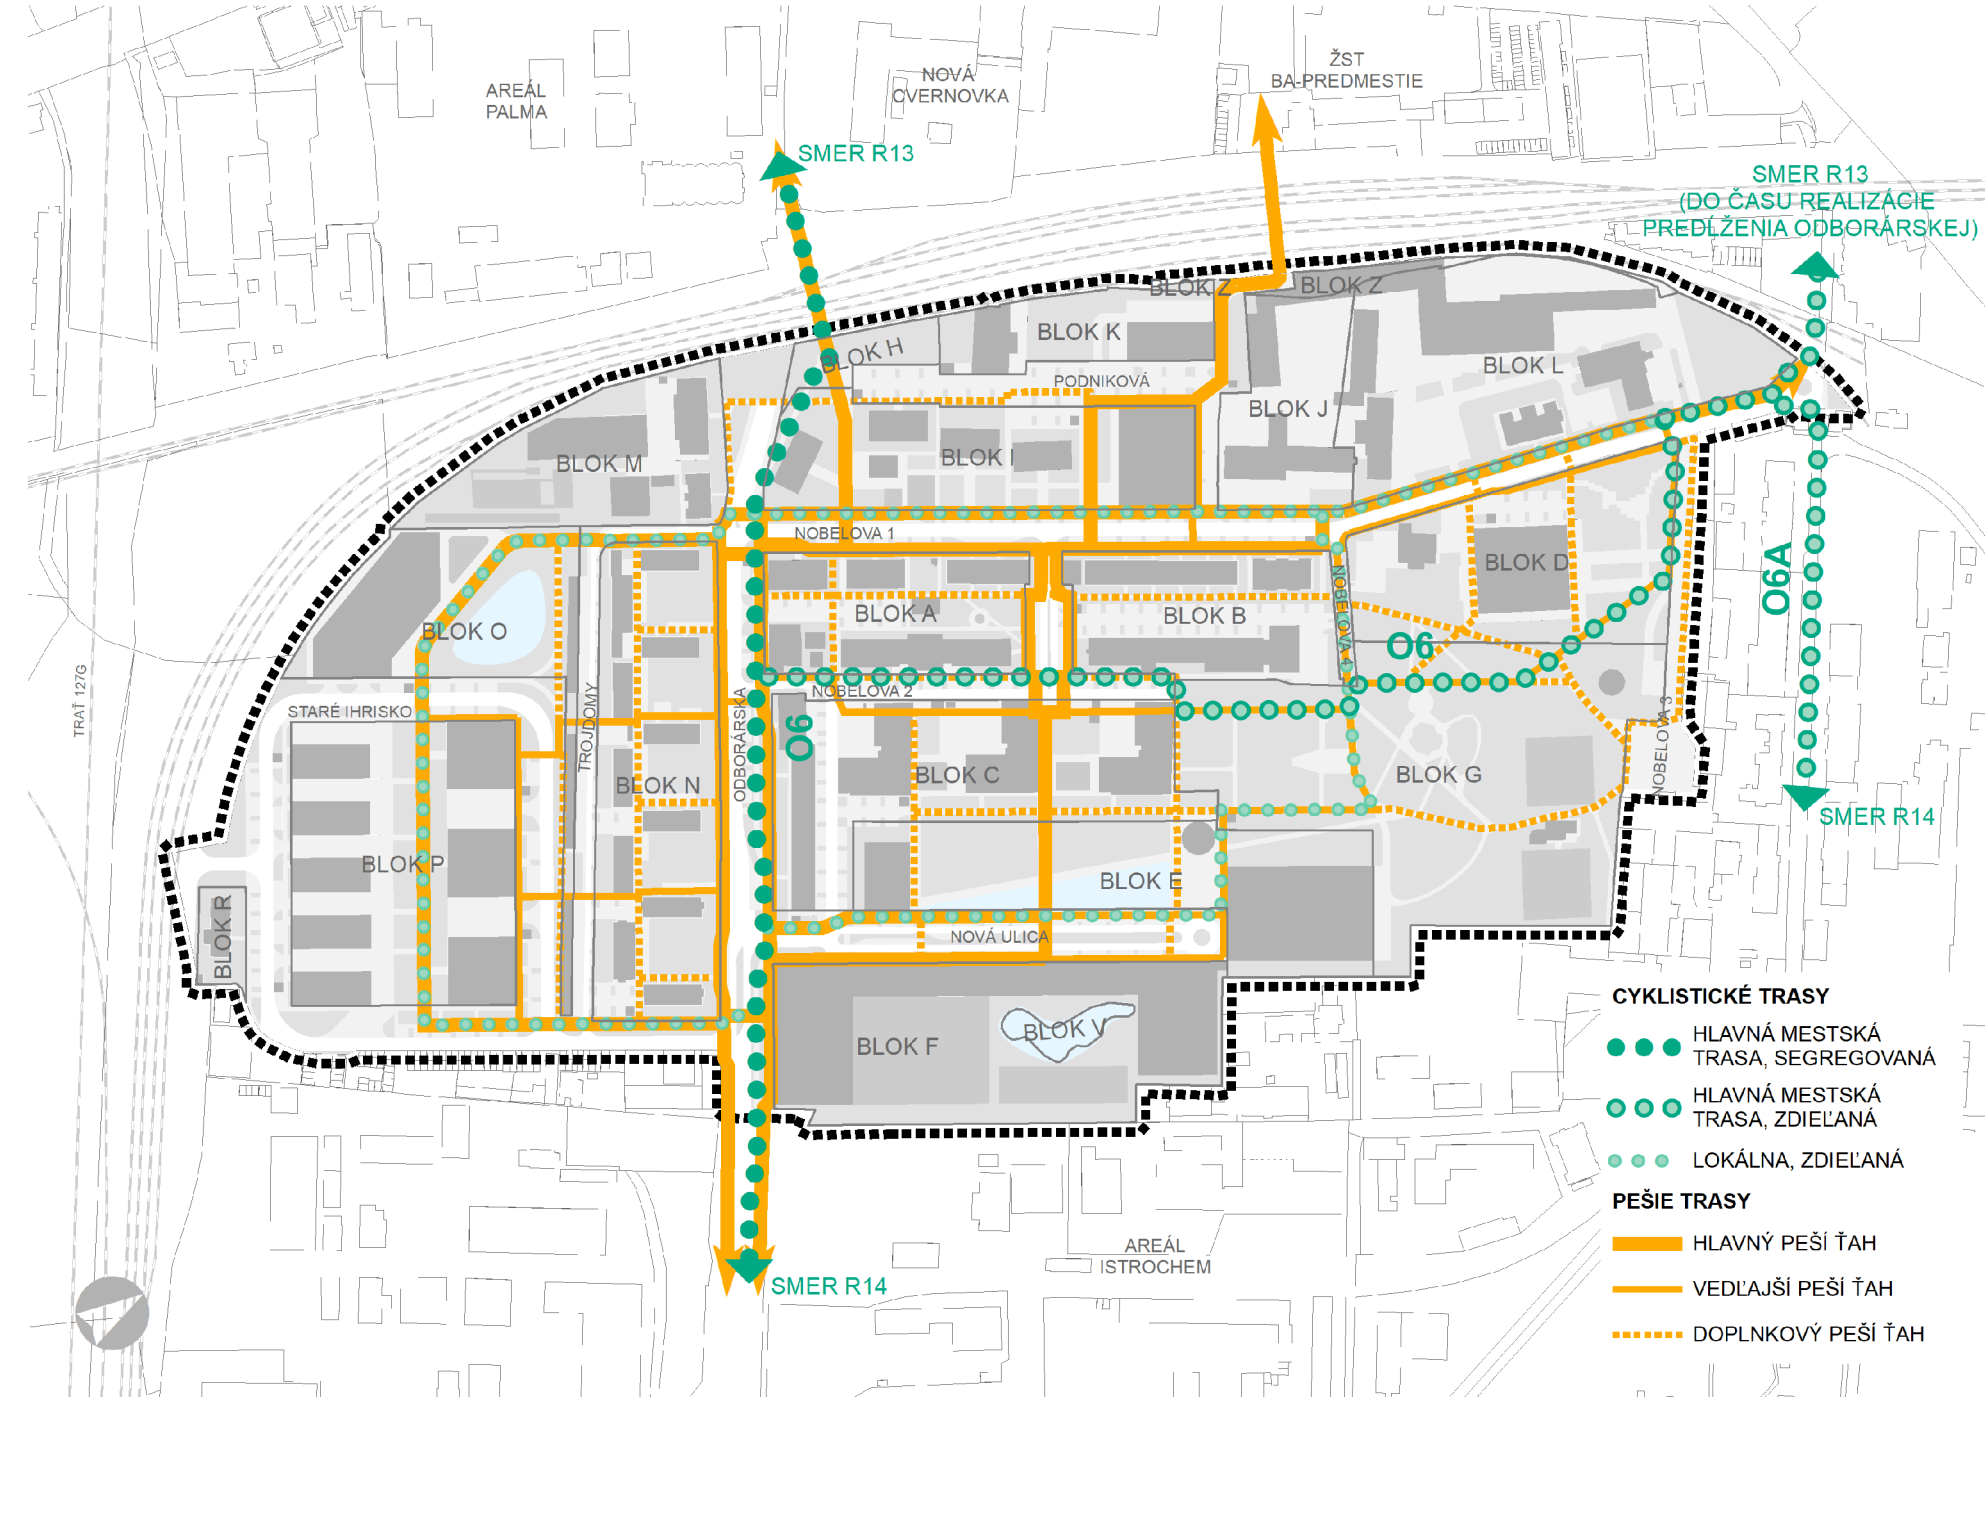 ŽST
BA-PREDMESTIE
NOVÁ
CVERNOVKA
AREÁL
PALMA
SMER R13
SMER R13
(DO ČASU REALIZÁCIE
PREDĹŽENIA ODBORÁRSKEJ)
BLOK Z
BLOK Z
BLOK K
BLOK H
BLOK L
PODNIKOVÁ
BLOK J
BLOK I
BLOK M
NOBELOVA 1
BLOK D
O6A
NOBELOVA 4
BLOK A
BLOK B
BLOK O
O6
TRAŤ 127G
NOBELOVA 2
STARÉ IHRISKO
TROJDOMY
ODBORÁRSKA
O6
NOBELOVA 3
BLOK C
BLOK G
BLOK N
SMER R14
BLOK P
BLOK E
BLOK R
NOVÁ ULICA
BLOK V
BLOK F
AREÁL
ISTROCHEM
SMER R14
CYKLISTICKÉ TRASY
HLAVNÁ MESTSKÁ
TRASA, SEGREGOVANÁ
HLAVNÁ MESTSKÁ
TRASA, ZDIEĽANÁ
LOKÁLNA, ZDIEĽANÁ
PEŠIE TRASY
HLAVNÝ PEŠÍ ŤAH
VEDĽAJŠÍ PEŠÍ ŤAH
DOPLNKOVÝ PEŠÍ ŤAH